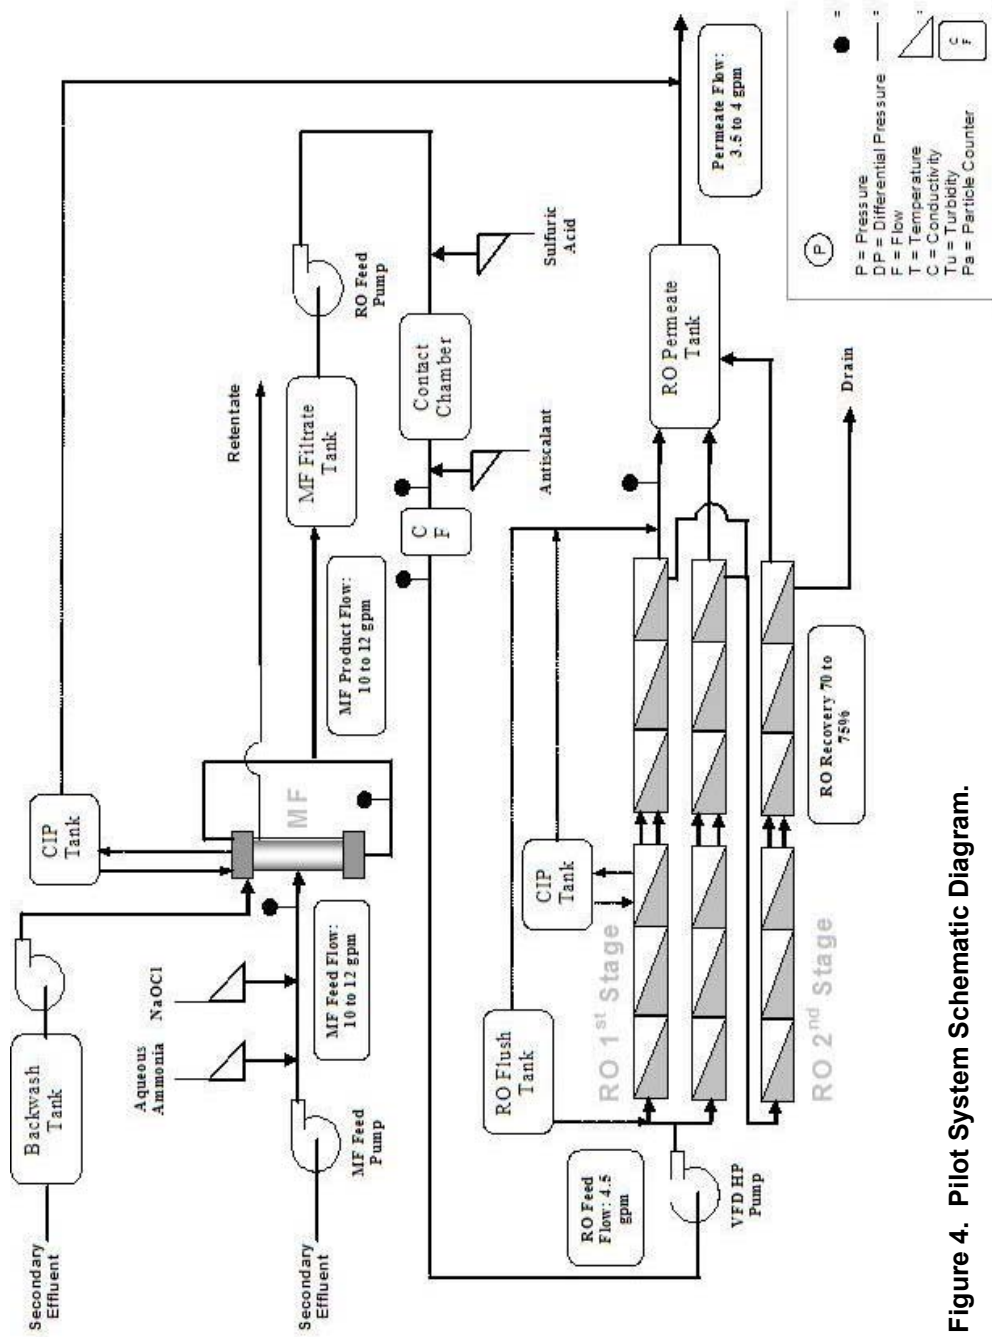 Secondary
Effluent
Backwash
Tank
CIP
Tank
Aqueous
Ammonia
NaOCl
Secondary
Effluent
MF Feed
Pump
MF Feed Flow:
10 to 12 gpm
MF
Retentate
MF Product Flow:
10 to 12 gpm
MF Filtrate
Tank
RO Feed
Pump
C
F
Antiscalant
Contact
Chamber
Sulfuric
Acid
RO Flush
Tank
CIP
Tank
RO Feed
Flow: 4.5
gpm
VFD HP
Pump
RO 1st Stage
RO 2nd Stage
RO Recovery 70 to
75%
Drain
RO Permeate
Tank
Permeate Flow:
3.5 to 4 gpm
P
P = Pressure
DP = Differential Pressure
F = Flow
T = Temperature
C = Conductivity
Tu = Turbidity
Pa = Particle Counter
=
=
=
C
F
Figure 4. Pilot System Schematic Diagram.